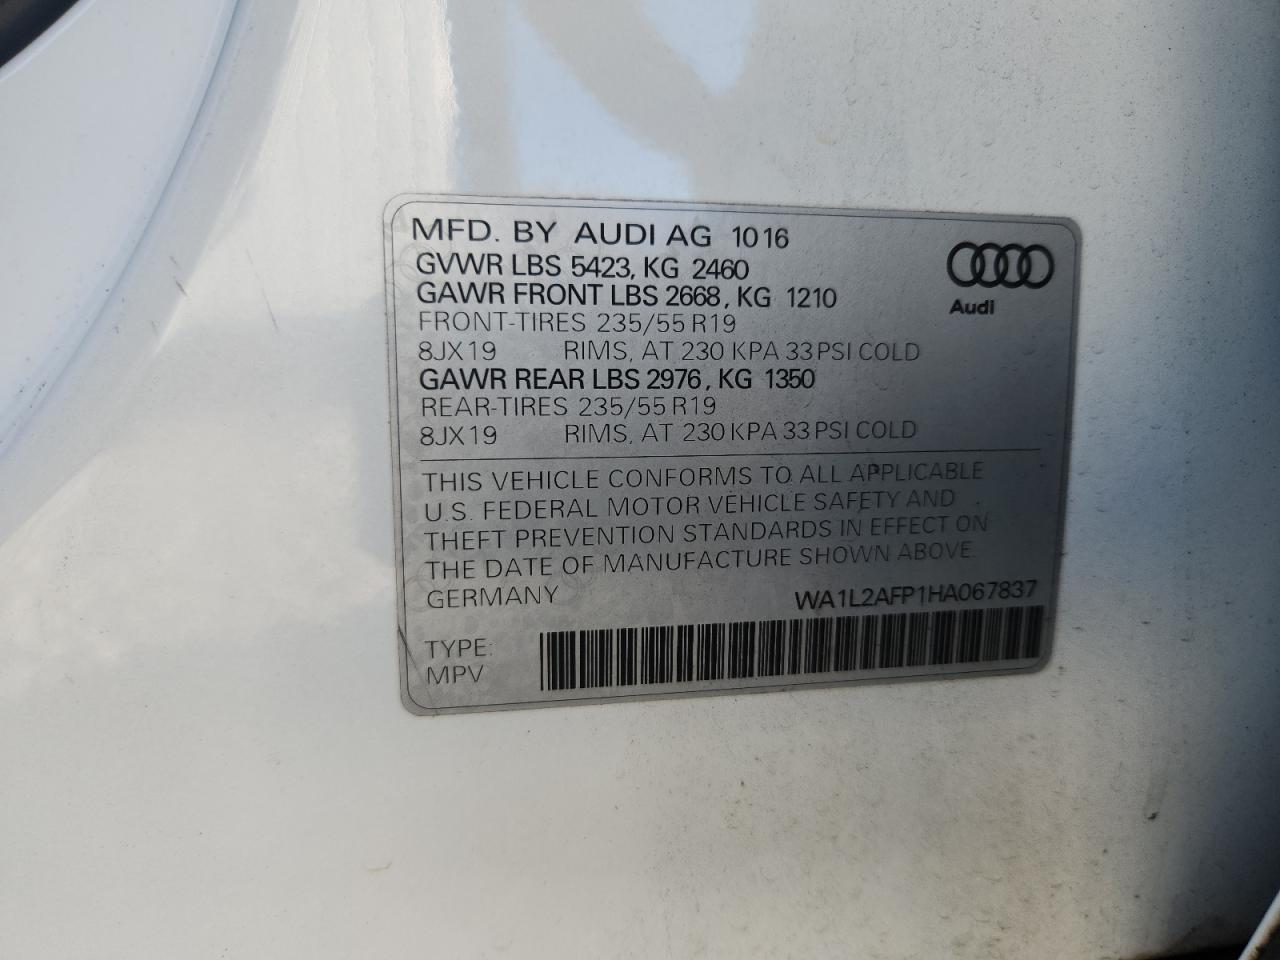 MFD. BY AUDI AG 10 16
GVWR LBS 5423, KG 2460
GAWR FRONT LBS 2668, KG 1210
FRONT-TIRES 235/55 R19
8JX19 RIMS, AT 230 KPA 33 PSI COLD
GAWR REAR LBS 2976, KG 1350
REAR-TIRES 235/55 R19
8JX19 RIMS, AT 230 KPA 33 PSI COLD
Audi
THIS VEHICLE CONFORMS TO ALL APPLICABLE
U.S. FEDERAL MOTOR VEHICLE SAFETY AND
THEFT PREVENTION STANDARDS IN EFFECT ON
THE DATE OF MANUFACTURE SHOWN ABOVE.
GERMANY WA1L2AFP1HA067837
TYPE:
MPV